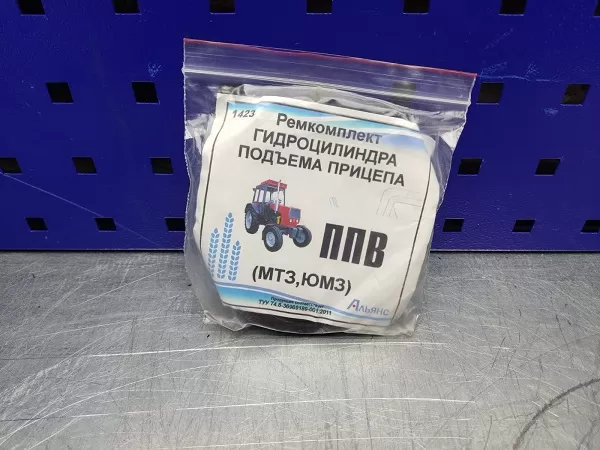 1423
Ремкомплект
ГИДРОЦИЛИНДРА
ПОДЪЕМА ПРИЦЕПА
ППВ
(МТЗ,ЮМЗ)
Альянс